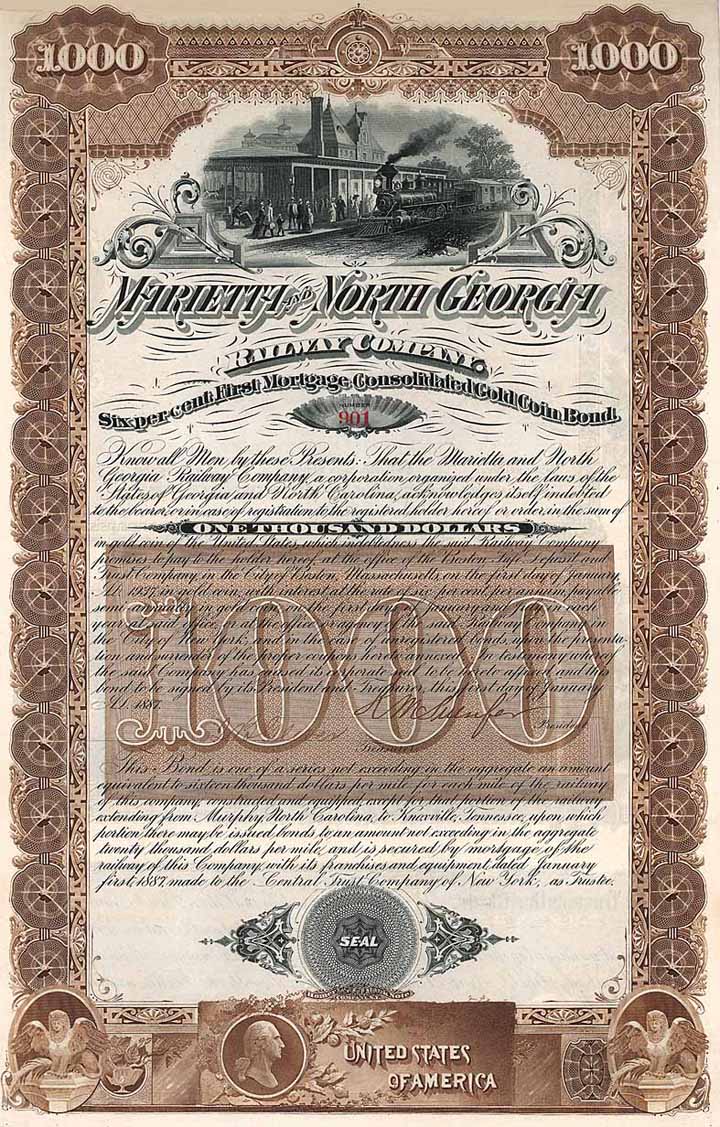 1000 1000
MARIETTA AND NORTH GEORGIA
RAILWAY COMPANY.
Six per cent. First Mortgage Consolidated Gold Coin Bond.
NUMBER
901
Know all Men by these Presents: That the Marietta and North
Georgia Railway Company, a corporation organized under the laws of the
States of Georgia and North Carolina, acknowledges itself indebted
to the bearer, or in case of registration to the registered holder hereof or order, in the sum of
ONE THOUSAND DOLLARS
in gold coin of the United States, which indebtedness the said Railway Company
promises to pay to the holder hereof, at the office of the Boston Safe Deposit and
Trust Company, in the City of Boston, Massachusetts, on the first day of January,
1937, in gold coin, with interest at the rate of six per cent. per annum, payable
semi-annually in gold coin on the first days of January and July in each
year at said office, or at the office or agency of the said Railway Company in
the City of New York, and in the case of unregistered bonds, upon the presenta-
tion and surrender of the proper coupons hereto annexed. In testimony whereof
the said Company has caused its corporate seal to be hereto affixed and this
bond to be signed by its President and Treasurer, this first day of January
A.D. 1887.
1000
President
Treasurer
This Bond is one of a series not exceeding in the aggregate an amount
equivalent to sixteen thousand dollars per mile for each mile of the railway
of this company, constructed and equipped, except for that portion of the railway
extending from Murphy, North Carolina, to Knoxville, Tennessee, upon which
portion there may be issued bonds to an amount not exceeding in the aggregate
twenty thousand dollars per mile, and is secured by mortgage of the
railway of this Company, with its franchises and equipment, dated January
first, 1887, made to the Central Trust Company of New York, as Trustee.
SEAL
UNITED STATES
OF AMERICA